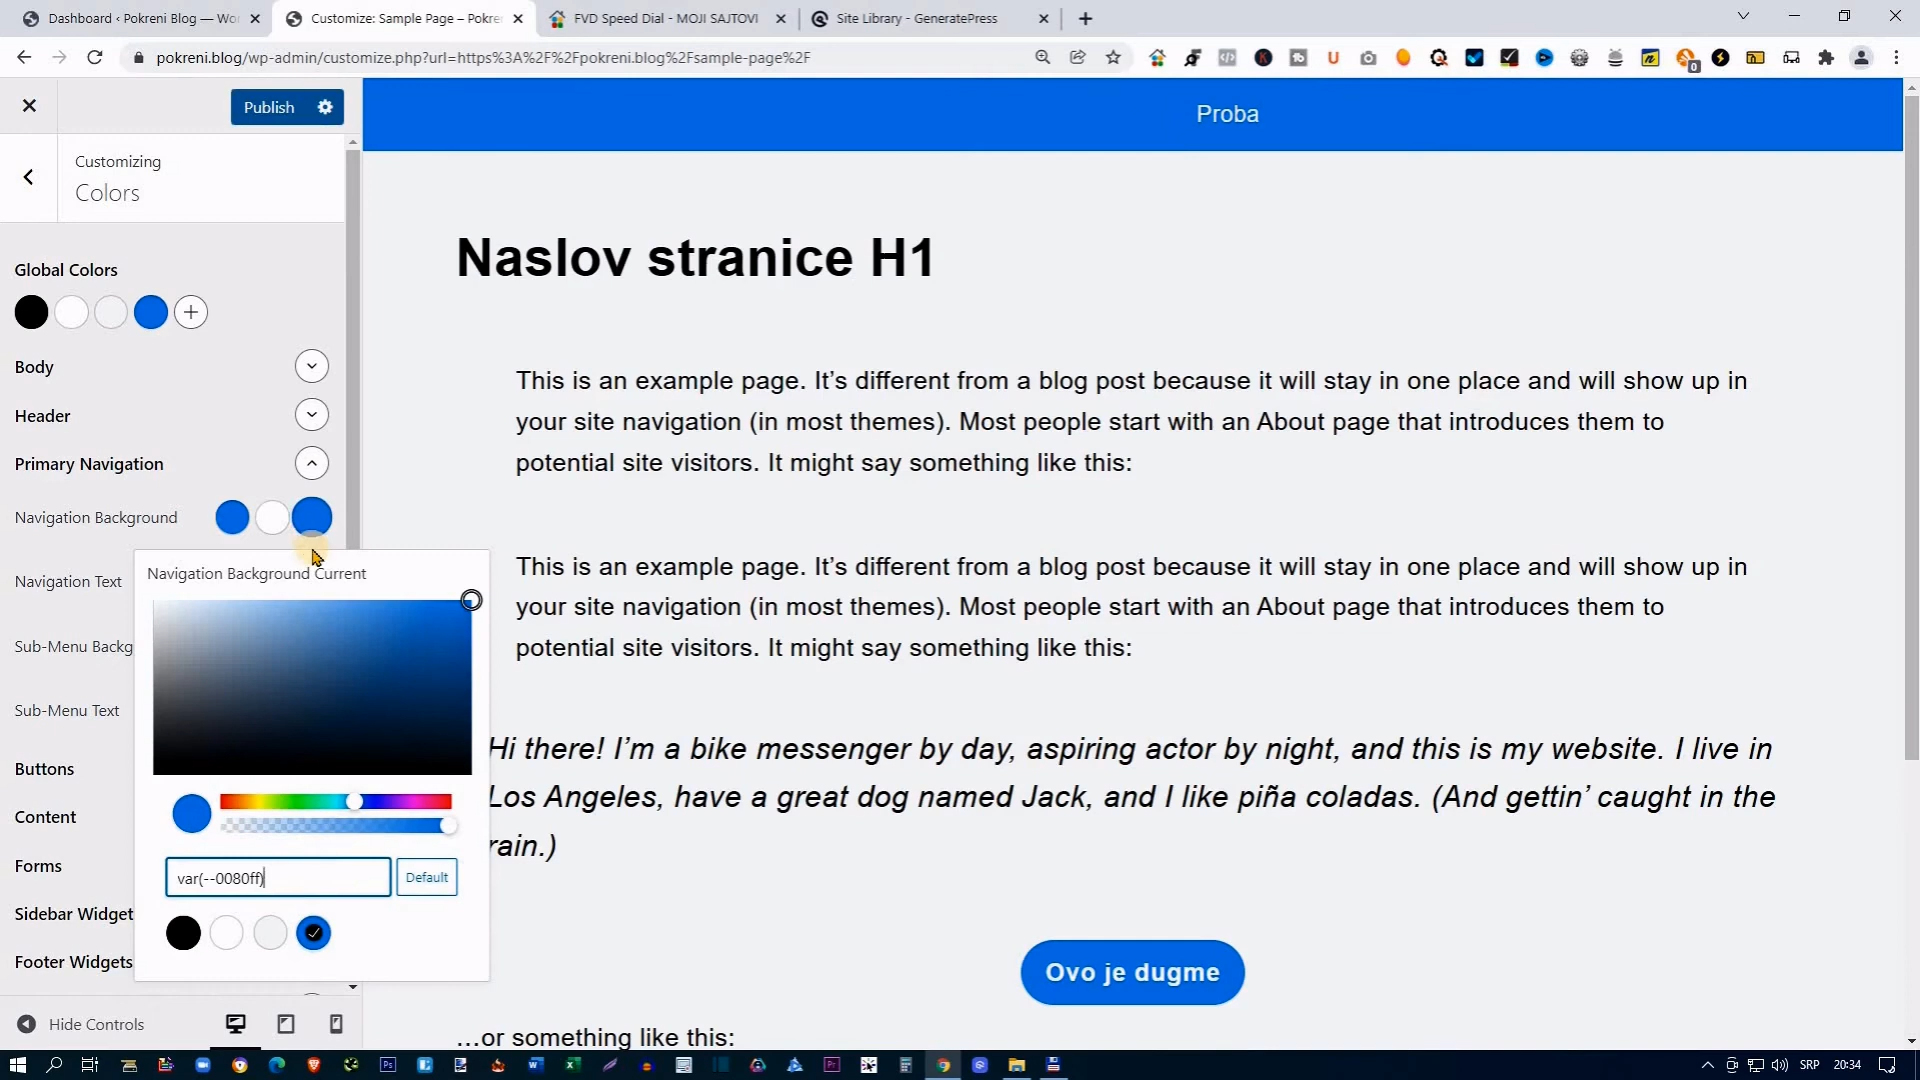 Dashboard ‹ Pokreni Blog — Wor
Customize: Sample Page – Pokre
FVD Speed Dial - MOJI SAJTOVI
Site Library - GeneratePress
pokreni.blog/wp-admin/customize.php?url=https%3A%2F%2Fpokreni.blog%2Fsample-page%2F
Publish
Customizing
Colors
Global Colors
Body
Header
Primary Navigation
Navigation Background
Navigation Text
Sub-Menu Backg
Sub-Menu Text
Buttons
Content
Forms
Sidebar Widget
Footer Widgets
Navigation Background Current
var(--0080ff)
Default
Hide Controls
Proba
Naslov stranice H1
This is an example page. It’s different from a blog post because it will stay in one place and will show up in
your site navigation (in most themes). Most people start with an About page that introduces them to
potential site visitors. It might say something like this:
This is an example page. It’s different from a blog post because it will stay in one place and will show up in
your site navigation (in most themes). Most people start with an About page that introduces them to
potential site visitors. It might say something like this:
Hi there! I’m a bike messenger by day, aspiring actor by night, and this is my website. I live in
Los Angeles, have a great dog named Jack, and I like piña coladas. (And gettin’ caught in the
rain.)
Ovo je dugme
…or something like this:
SRP
20:34